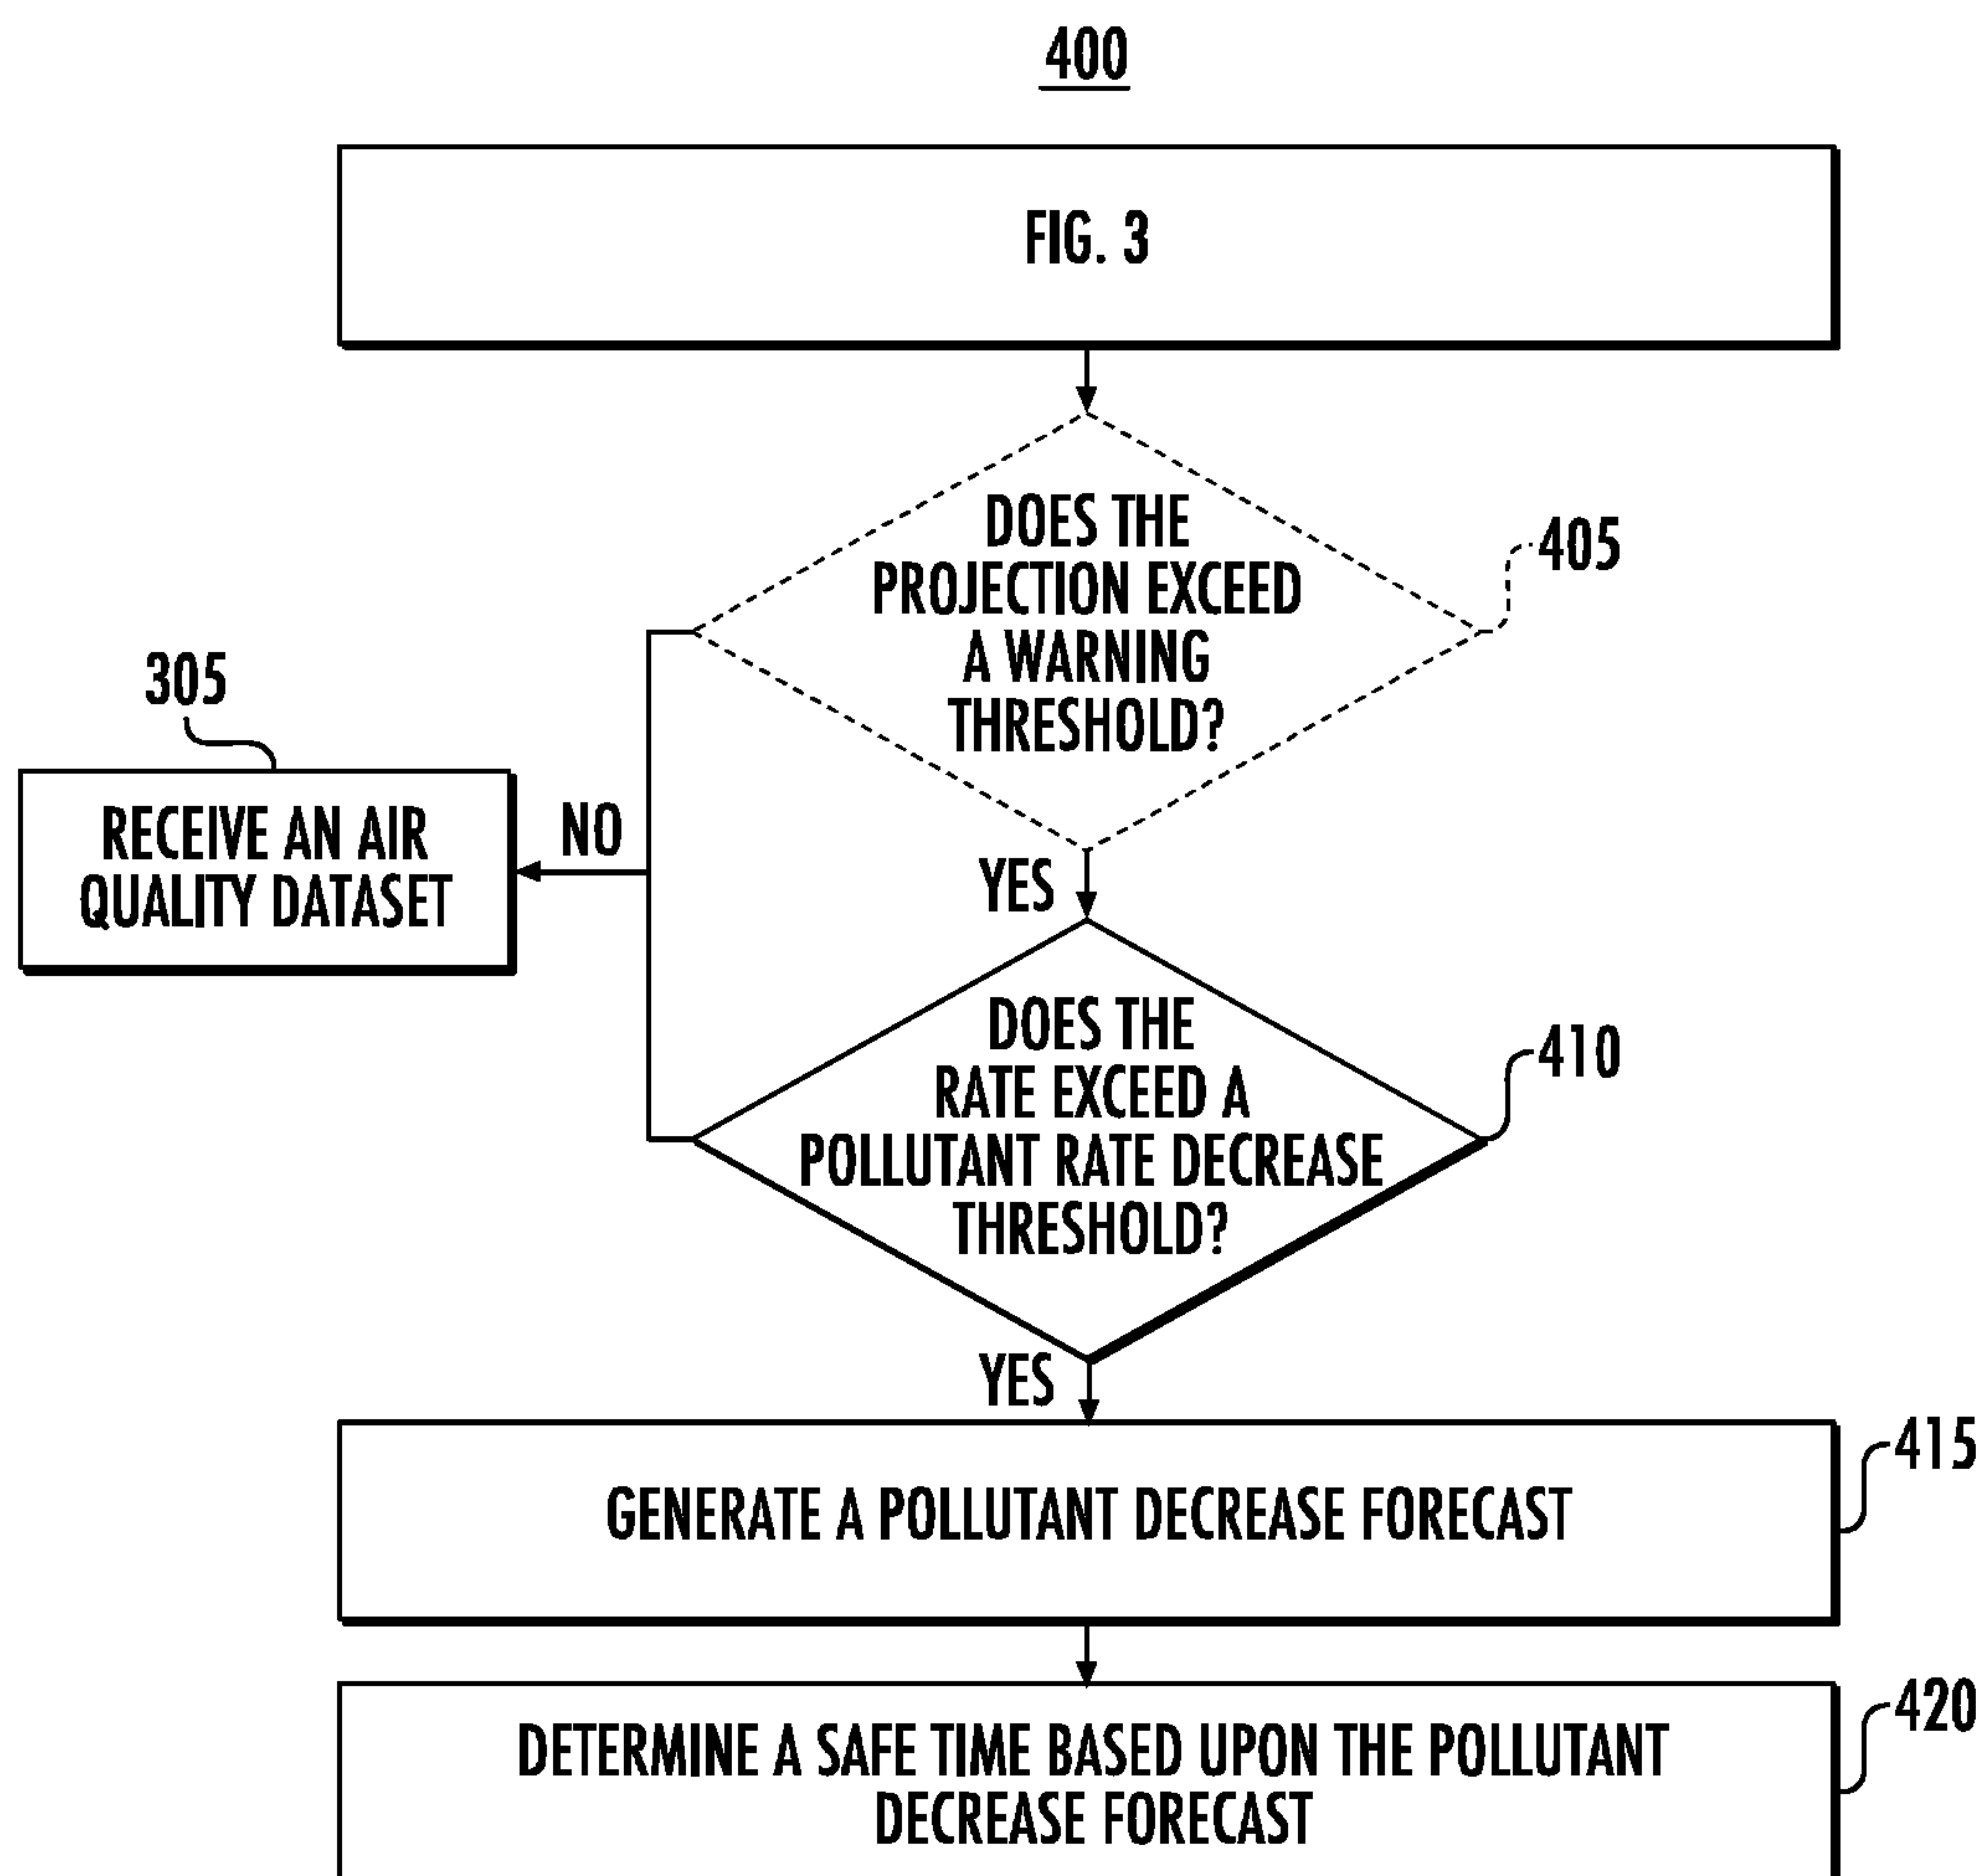 400
FIG. 3
DOES THE
PROJECTION EXCEED
A WARNING
THRESHOLD?
405
305
RECEIVE AN AIR
QUALITY DATASET
NO
YES
DOES THE
RATE EXCEED A
POLLUTANT RATE DECREASE
THRESHOLD?
410
YES
GENERATE A POLLUTANT DECREASE FORECAST
415
DETERMINE A SAFE TIME BASED UPON THE POLLUTANT
DECREASE FORECAST
420